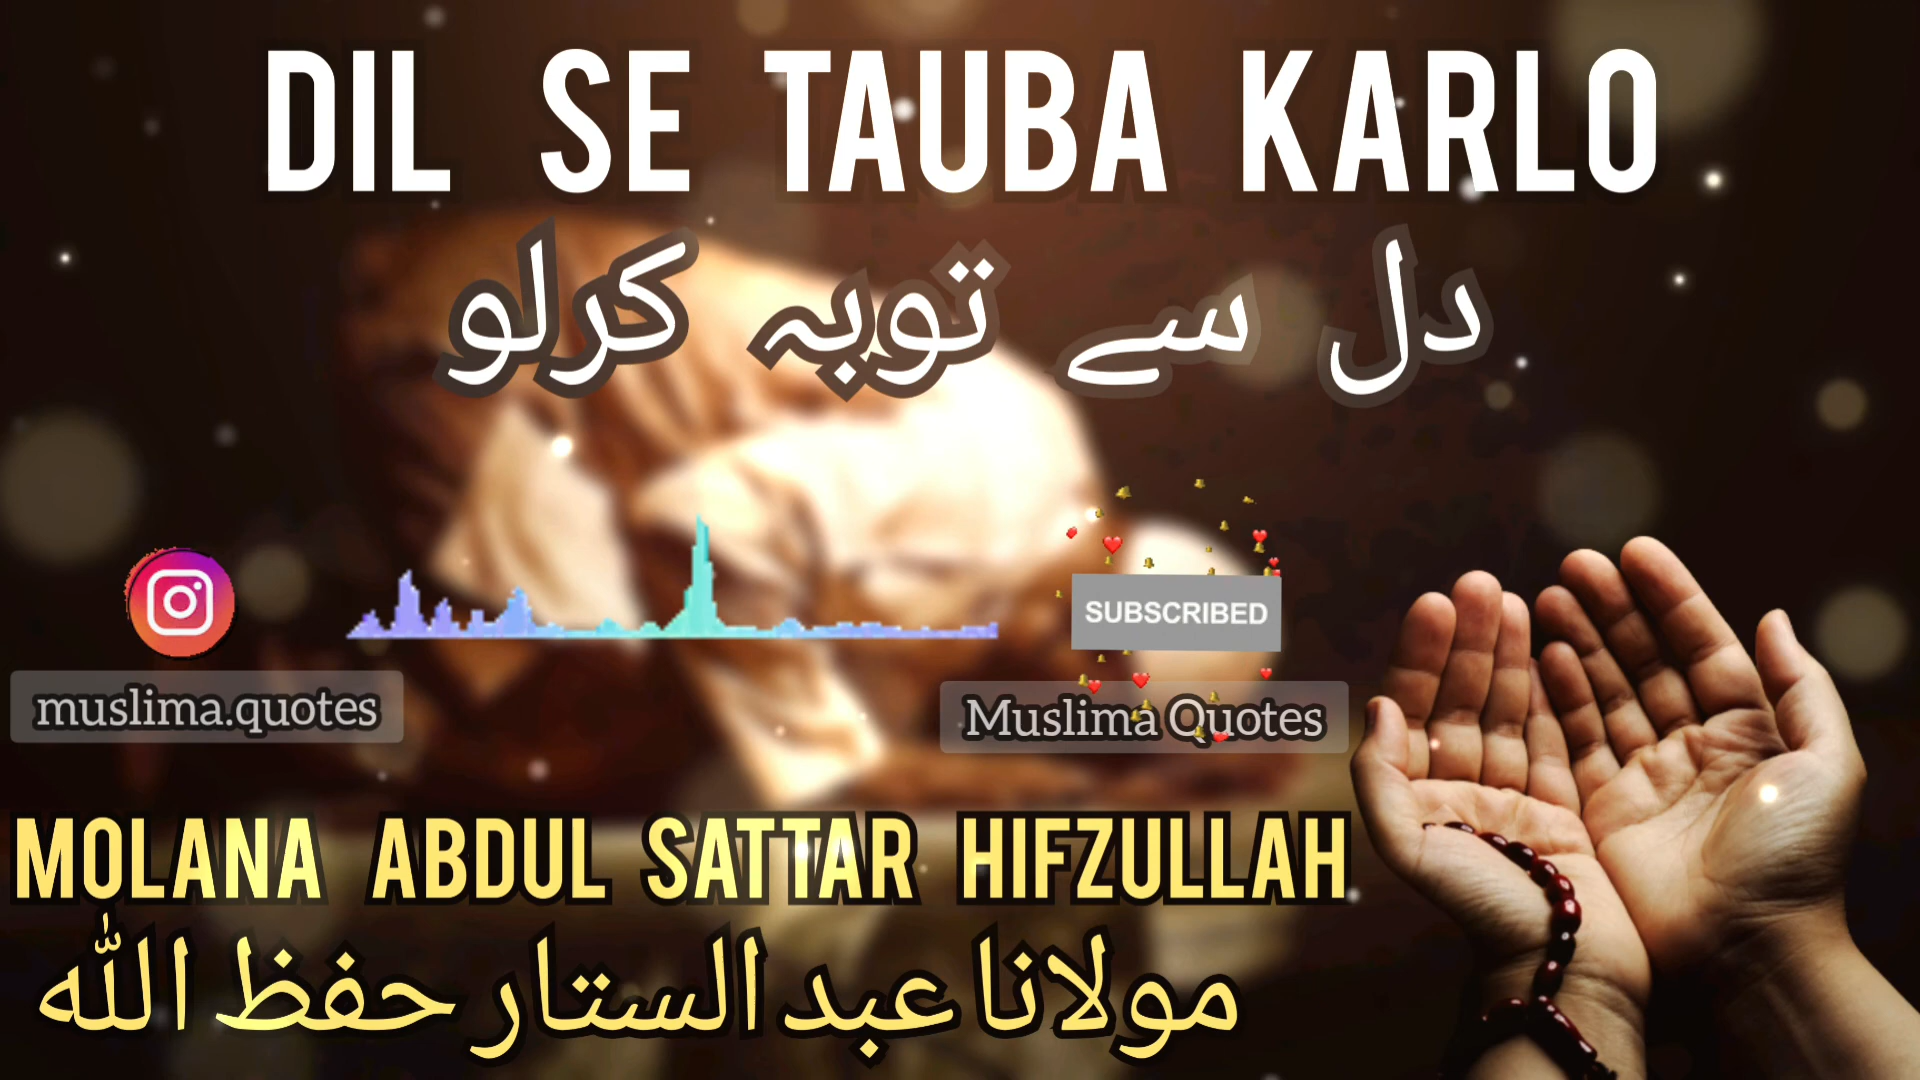 DIL SE TAUBA KARLO
دل سے توبہ کرلو
SUBSCRIBED
muslima.quotes
Muslima Quotes
MOLANA ABDUL SATTAR HIFZULLAH
مولانا عبد الستار حفظ اللہ